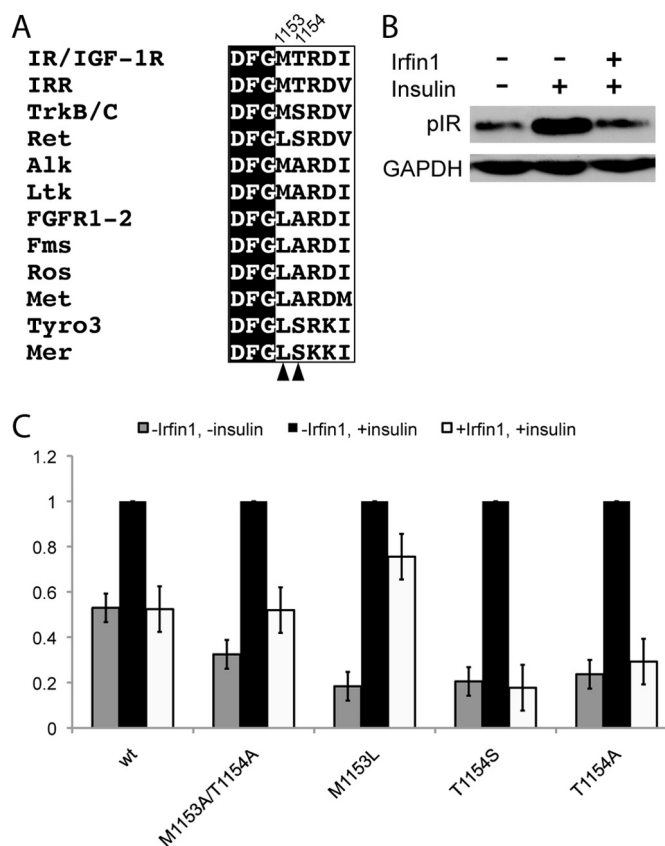 A
1153
1154
IR/IGF-1R DFGMTRDI
IRR DFGMTRDV
TrkB/C DFGMSRDV
Ret DFGLSRDV
Alk DFGMARDI
Ltk DFGMARDI
FGFR1-2 DFGLARDI
Fms DFGLARDI
Ros DFGLARDI
Met DFGLARDM
Tyro3 DFGLSRKI
Mer DFGLSKKI
B
Irfin1 - - +
Insulin - + +
pIR
GAPDH
C
-Irfin1, -insulin -Irfin1, +insulin +Irfin1, +insulin
1.2
1
0.8
0.6
0.4
0.2
0
wt
M1153A/T1154A
M1153L
T1154S
T1154A